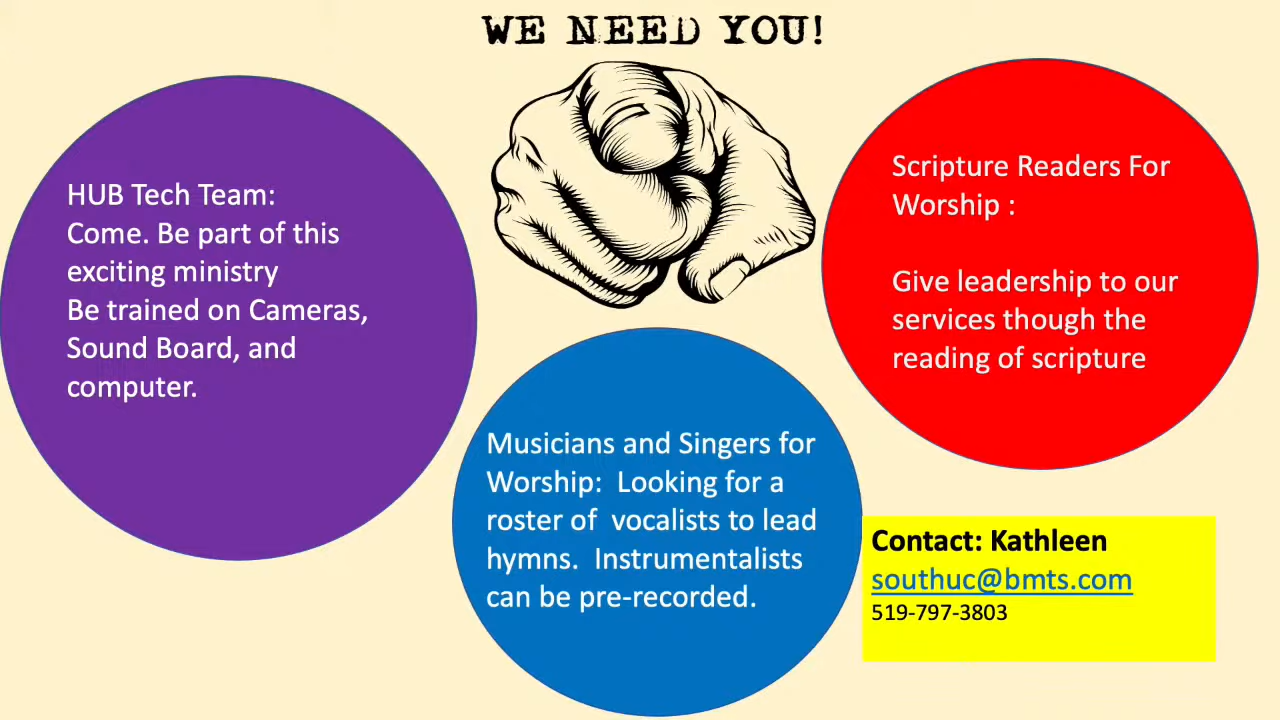 WE NEED YOU!
HUB Tech Team:
Come. Be part of this
exciting ministry
Be trained on Cameras,
Sound Board, and
computer.
Scripture Readers For
Worship :
Give leadership to our
services though the
reading of scripture
Musicians and Singers for
Worship:  Looking for a
roster of  vocalists to lead
hymns.  Instrumentalists
can be pre-recorded.
Contact: Kathleen
southuc@bmts.com
519-797-3803